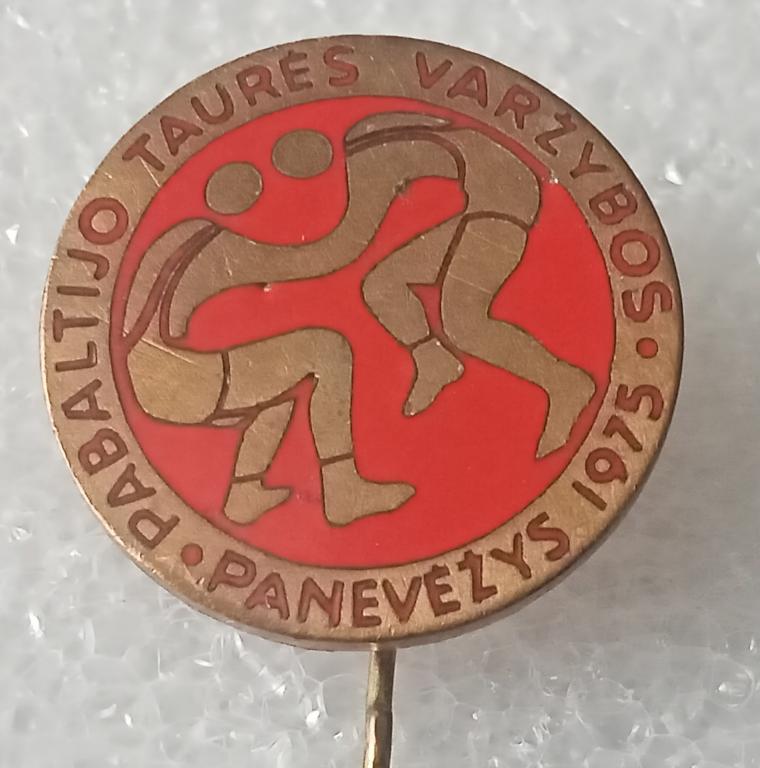 PABALTIJO TAURĖS VARŽYBOS
• PANEVĖŽYS 1975 •